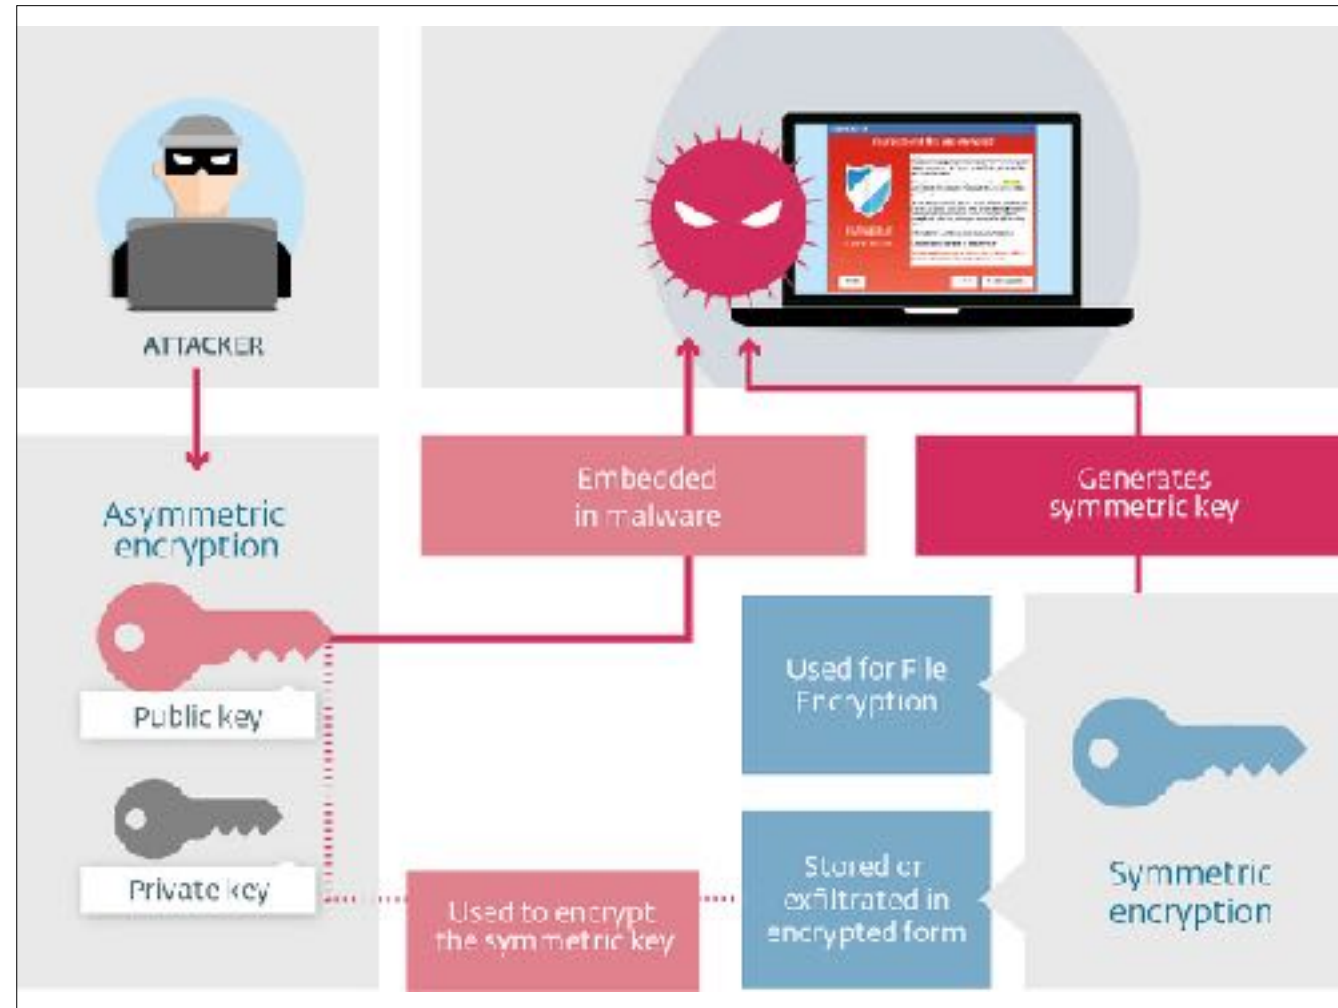 ATTACKER
Asymmetric
encryption
Public key
Private key
Embedded
in malware
Generates
symmetric key
Used for File
Encryption
Stored or
exfiltrated in
encrypted form
Used to encrypt
the symmetric key
Symmetric
encryption